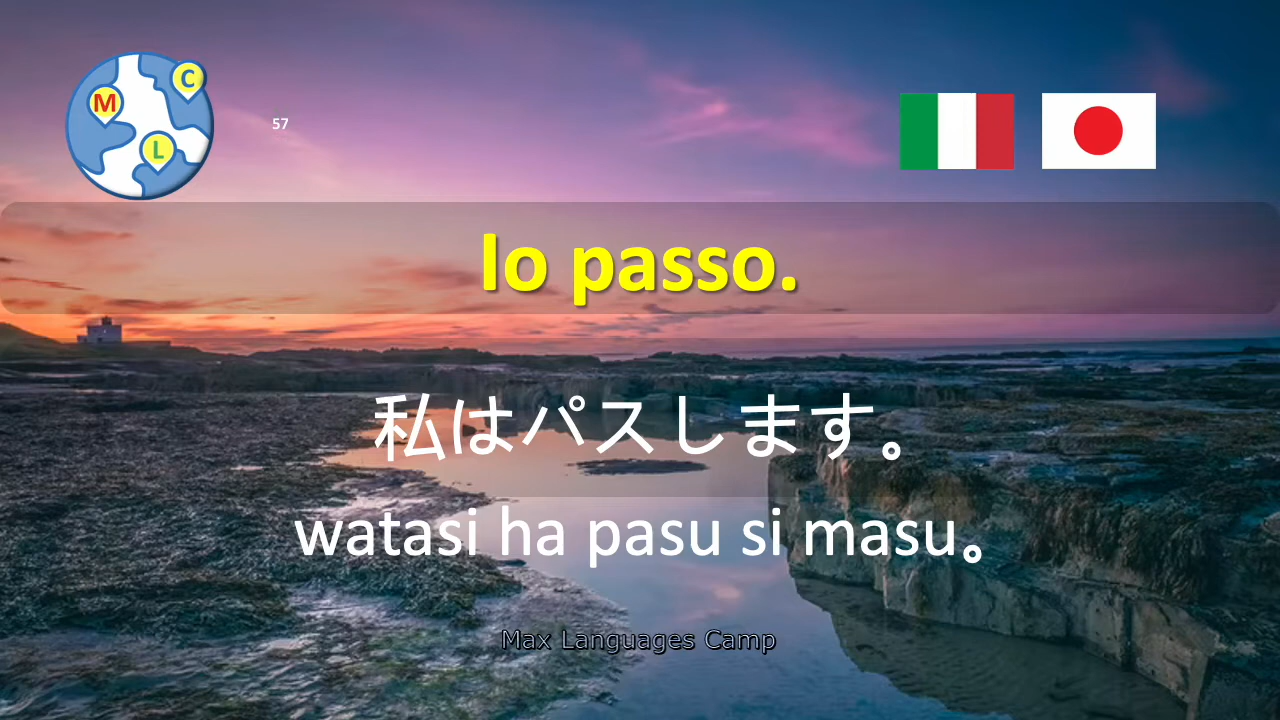 M
C
L
57
Io passo.
私はパスします。
watasi ha pasu si masu。
Max Languages Camp